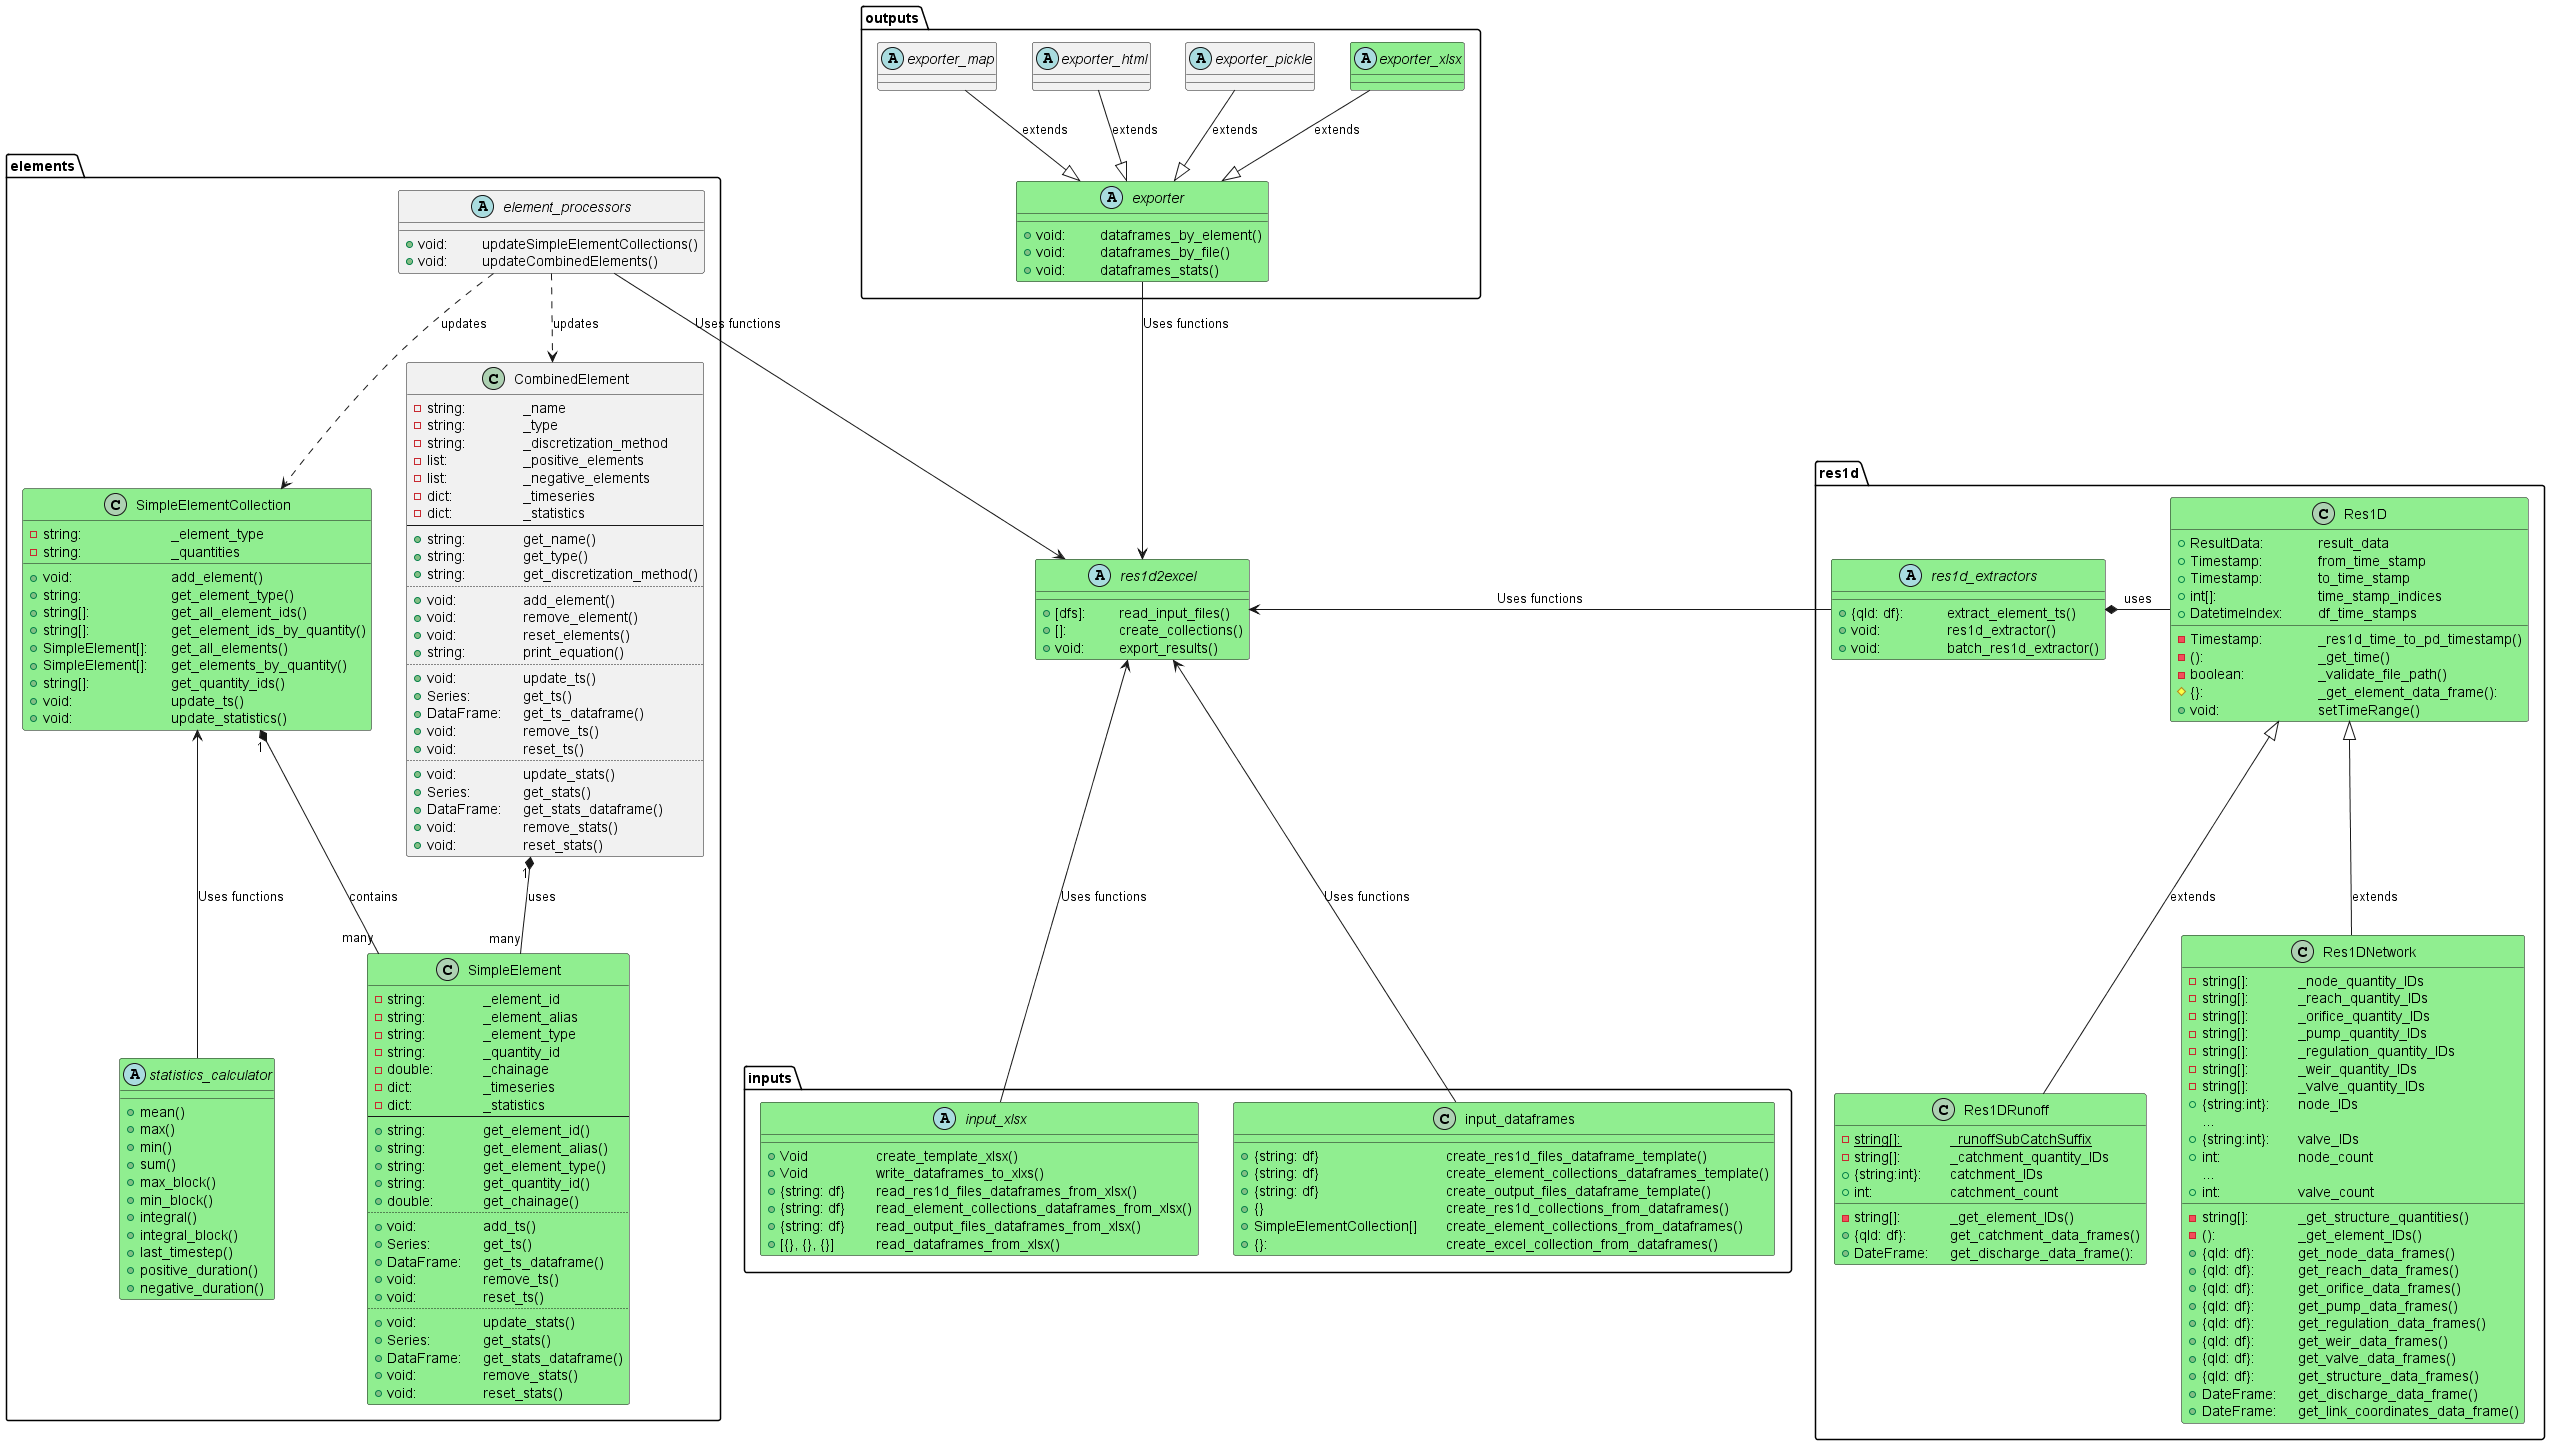 outputs
A exporter_map
A exporter_html
A exporter_pickle
A exporter_xlsx
extends
extends
extends
extends
A exporter
void: dataframes_by_element()
void: dataframes_by_file()
void: dataframes_stats()
Uses functions
elements
A element_processors
void: updateSimpleElementCollections()
void: updateCombinedElements()
updates
updates
Uses functions
C CombinedElement
string: _name
string: _type
string: _discretization_method
list: _positive_elements
list: _negative_elements
dict: _timeseries
dict: _statistics
string: get_name()
string: get_type()
string: get_discretization_method()
void: add_element()
void: remove_element()
void: reset_elements()
string: print_equation()
void: update_ts()
Series: get_ts()
DataFrame: get_ts_dataframe()
void: remove_ts()
void: reset_ts()
void: update_stats()
Series: get_stats()
DataFrame: get_stats_dataframe()
void: remove_stats()
void: reset_stats()
C SimpleElementCollection
string: _element_type
string: _quantities
void: add_element()
string: get_element_type()
string[]: get_all_element_ids()
string[]: get_element_ids_by_quantity()
SimpleElement[]: get_all_elements()
SimpleElement[]: get_elements_by_quantity()
string[]: get_quantity_ids()
void: update_ts()
void: update_statistics()
1
1
Uses functions
contains
uses
many
many
C SimpleElement
string: _element_id
string: _element_alias
string: _element_type
string: _quantity_id
double: _chainage
dict: _timeseries
dict: _statistics
string: get_element_id()
string: get_element_alias()
string: get_element_type()
string: get_quantity_id()
double: get_chainage()
void: add_ts()
Series: get_ts()
DataFrame: get_ts_dataframe()
void: remove_ts()
void: reset_ts()
void: update_stats()
Series: get_stats()
DataFrame: get_stats_dataframe()
void: remove_stats()
void: reset_stats()
A statistics_calculator
mean()
max()
min()
sum()
max_block()
min_block()
integral()
integral_block()
last_timestep()
positive_duration()
negative_duration()
A res1d2excel
[dfs]: read_input_files()
[]: create_collections()
void: export_results()
Uses functions
Uses functions
Uses functions
inputs
A input_xlsx
Void create_template_xlsx()
Void write_dataframes_to_xlxs()
{string: df} read_res1d_files_dataframes_from_xlsx()
{string: df} read_element_collections_dataframes_from_xlsx()
{string: df} read_output_files_dataframes_from_xlsx()
[{}, {}, {}] read_dataframes_from_xlsx()
C input_dataframes
{string: df} create_res1d_files_dataframe_template()
{string: df} create_element_collections_dataframes_template()
{string: df} create_output_files_dataframe_template()
{} create_res1d_collections_from_dataframes()
SimpleElementCollection[] create_element_collections_from_dataframes()
{}: create_excel_collection_from_dataframes()
res1d
A res1d_extractors
{qId: df}: extract_element_ts()
void: res1d_extractor()
void: batch_res1d_extractor()
uses
C Res1D
ResultData: result_data
Timestamp: from_time_stamp
Timestamp: to_time_stamp
int[]: time_stamp_indices
DatetimeIndex: df_time_stamps
Timestamp: _res1d_time_to_pd_timestamp()
(): _get_time()
boolean: _validate_file_path()
{}: _get_element_data_frame():
void: setTimeRange()
extends
extends
C Res1DRunoff
string[]: _runoffSubCatchSuffix
string[]: _catchment_quantity_IDs
{string:int}: catchment_IDs
int: catchment_count
string[]: _get_element_IDs()
{qId: df}: get_catchment_data_frames()
DateFrame: get_discharge_data_frame():
C Res1DNetwork
string[]: _node_quantity_IDs
string[]: _reach_quantity_IDs
string[]: _orifice_quantity_IDs
string[]: _pump_quantity_IDs
string[]: _regulation_quantity_IDs
string[]: _weir_quantity_IDs
string[]: _valve_quantity_IDs
{string:int}: node_IDs
...
{string:int}: valve_IDs
int: node_count
...
int: valve_count
string[]: _get_structure_quantities()
(): _get_element_IDs()
{qId: df}: get_node_data_frames()
{qId: df}: get_reach_data_frames()
{qId: df}: get_orifice_data_frames()
{qId: df}: get_pump_data_frames()
{qId: df}: get_regulation_data_frames()
{qId: df}: get_weir_data_frames()
{qId: df}: get_valve_data_frames()
{qId: df}: get_structure_data_frames()
DateFrame: get_discharge_data_frame()
DateFrame: get_link_coordinates_data_frame()